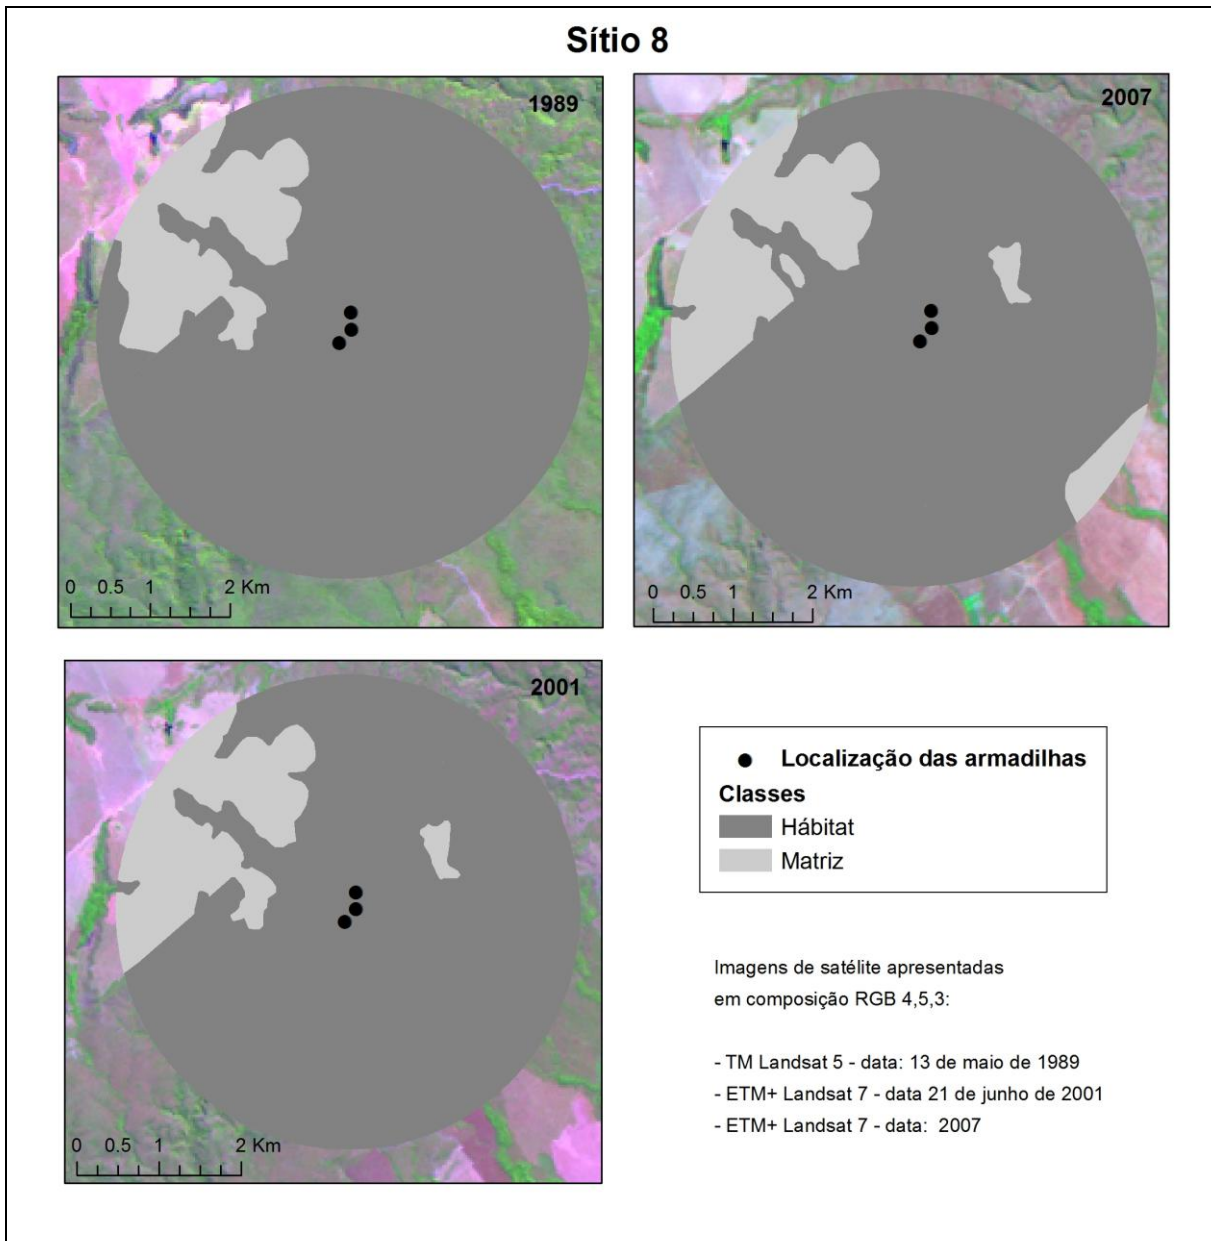 Sítio 8
1989
0 0.5 1 2 Km
2007
0 0.5 1 2 Km
2001
0 0.5 1 2 Km
Localização das armadilhas
Classes
Hábitat
Matriz
Imagens de satélite apresentadas
em composição RGB 4,5,3:
- TM Landsat 5 - data: 13 de maio de 1989
- ETM+ Landsat 7 - data 21 de junho de 2001
- ETM+ Landsat 7 - data:  2007